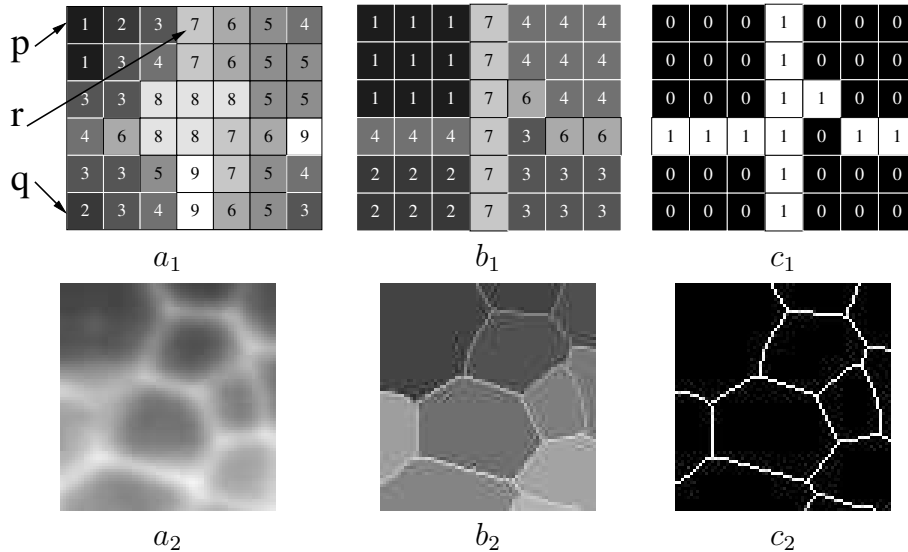 p
r
q
1 2 3 7 6 5 4
1 3 4 7 6 5 5
3 3 8 8 8 5 5
4 6 8 8 7 6 9
3 3 5 9 7 5 4
2 3 4 9 6 5 3
1 1 1 7 4 4 4
1 1 1 7 4 4 4
1 1 1 7 6 4 4
4 4 4 7 3 6 6
2 2 2 7 3 3 3
2 2 2 7 3 3 3
0 0 0 1 0 0 0
0 0 0 1 0 0 0
0 0 0 1 1 0 0
1 1 1 1 0 1 1
0 0 0 1 0 0 0
0 0 0 1 0 0 0
a₁ b₁ c₁
a₂ b₂ c₂